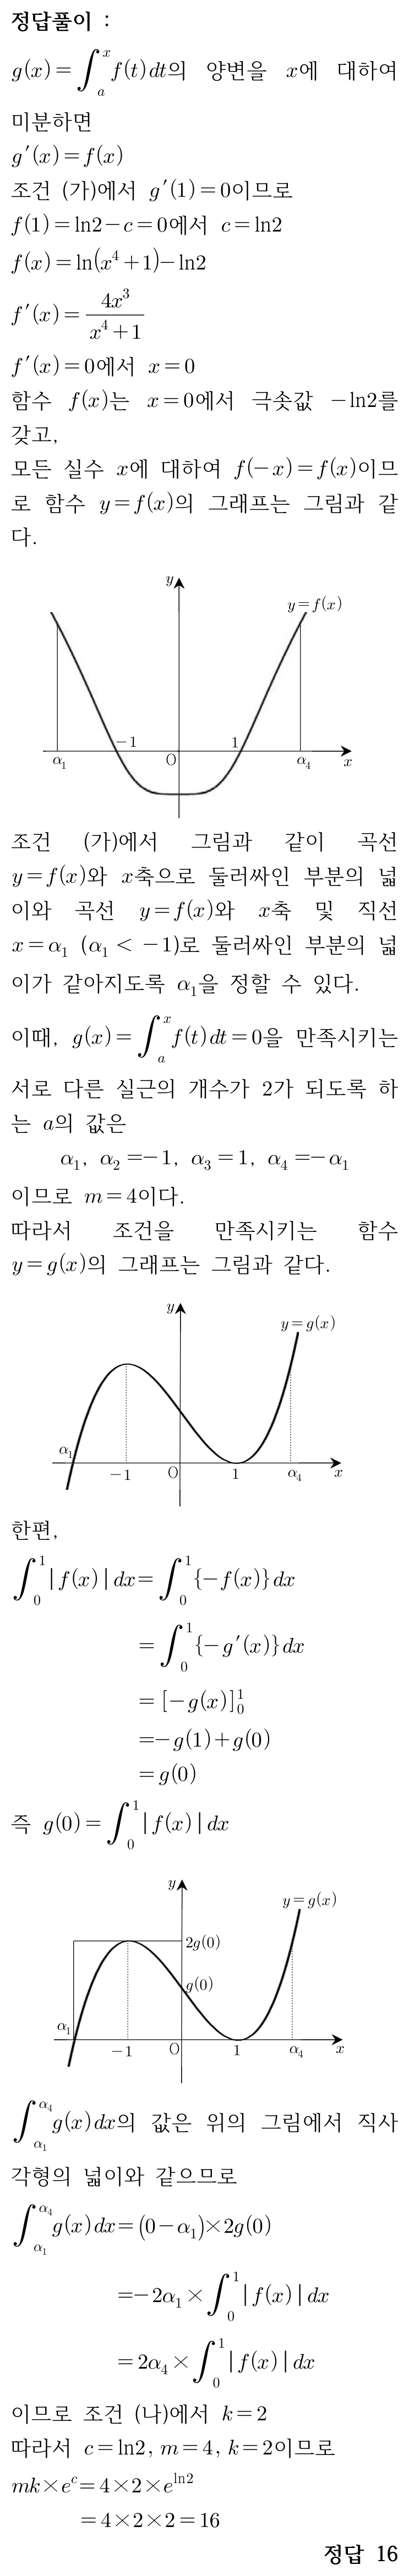 정답풀이 :
g(x)=∫_a^x f(t)dt의 양변을 x에 대하여
미분하면
g′(x)=f(x)
조건 (가)에서 g′(1)=0이므로
f(1)=ln2−c=0에서 c=ln2
f(x)=ln(x⁴+1)−ln2
f′(x)=4x³/(x⁴+1)
f′(x)=0에서 x=0
함수 f(x)는 x=0에서 극솟값 −ln2를
갖고,
모든 실수 x에 대하여 f(−x)=f(x)이므
로 함수 y=f(x)의 그래프는 그림과 같
다.
y
y=f(x)
−1
1
α₁
O
α₄
x
조건 (가)에서 그림과 같이 곡선
y=f(x)와 x축으로 둘러싸인 부분의 넓
이와 곡선 y=f(x)와 x축 및 직선
x=α₁ (α₁ < −1)로 둘러싸인 부분의 넓
이가 같아지도록 α₁을 정할 수 있다.
이때, g(x)=∫_a^x f(t)dt=0을 만족시키는
서로 다른 실근의 개수가 2가 되도록 하
는 a의 값은
α₁, α₂ =−1, α₃ =1, α₄ =−α₁
이므로 m=4이다.
따라서 조건을 만족시키는 함수
y=g(x)의 그래프는 그림과 같다.
y
y=g(x)
α₁
−1
O
1
α₄
x
한편,
∫_0^1 |f(x)|dx=∫_0^1 {−f(x)}dx
=∫_0^1 {−g′(x)}dx
=[−g(x)]_0^1
=−g(1)+g(0)
=g(0)
즉 g(0)=∫_0^1 |f(x)|dx
y
y=g(x)
2g(0)
g(0)
α₁
−1
O
1
α₄
x
∫_{α₁}^{α₄} g(x)dx의 값은 위의 그림에서 직사
각형의 넓이와 같으므로
∫_{α₁}^{α₄} g(x)dx=(0−α₁)×2g(0)
=−2α₁×∫_0^1 |f(x)|dx
=2α₄×∫_0^1 |f(x)|dx
이므로 조건 (나)에서 k=2
따라서 c=ln2, m=4, k=2이므로
mk×e^c=4×2×e^{ln2}
=4×2×2=16
정답 16